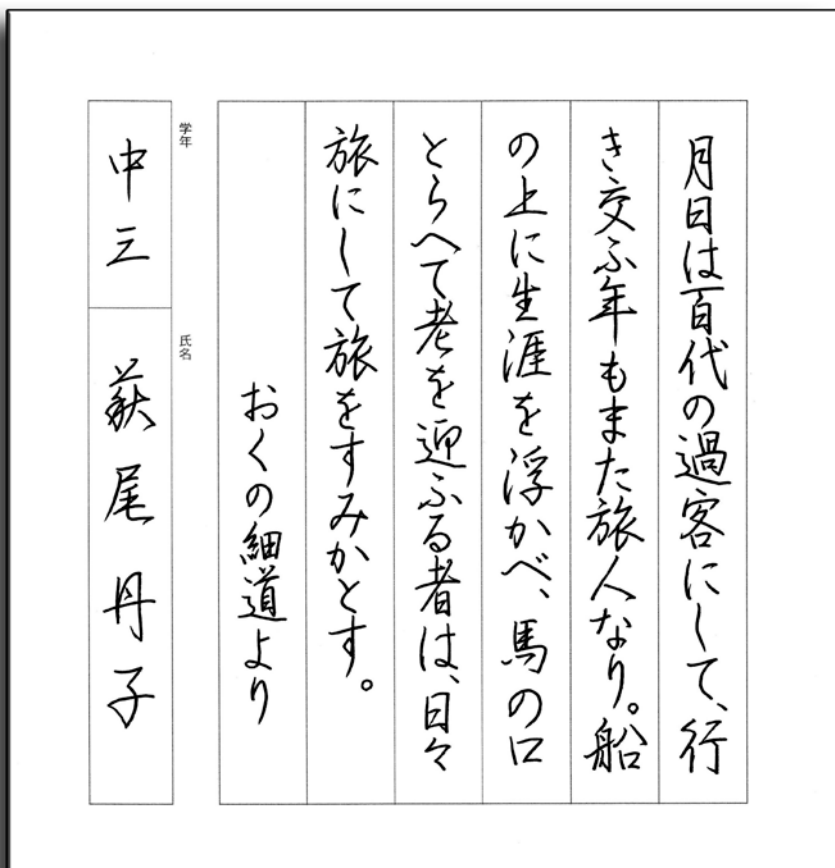 月日は百代の過客にして、行
き交ふ年もまた旅人なり。船
の上に生涯を浮かべ、馬の口
とらへて老を迎ふる者は、日々
旅にして旅をすみかとす。
おくの細道より
学年
中三
氏名
萩尾丹子